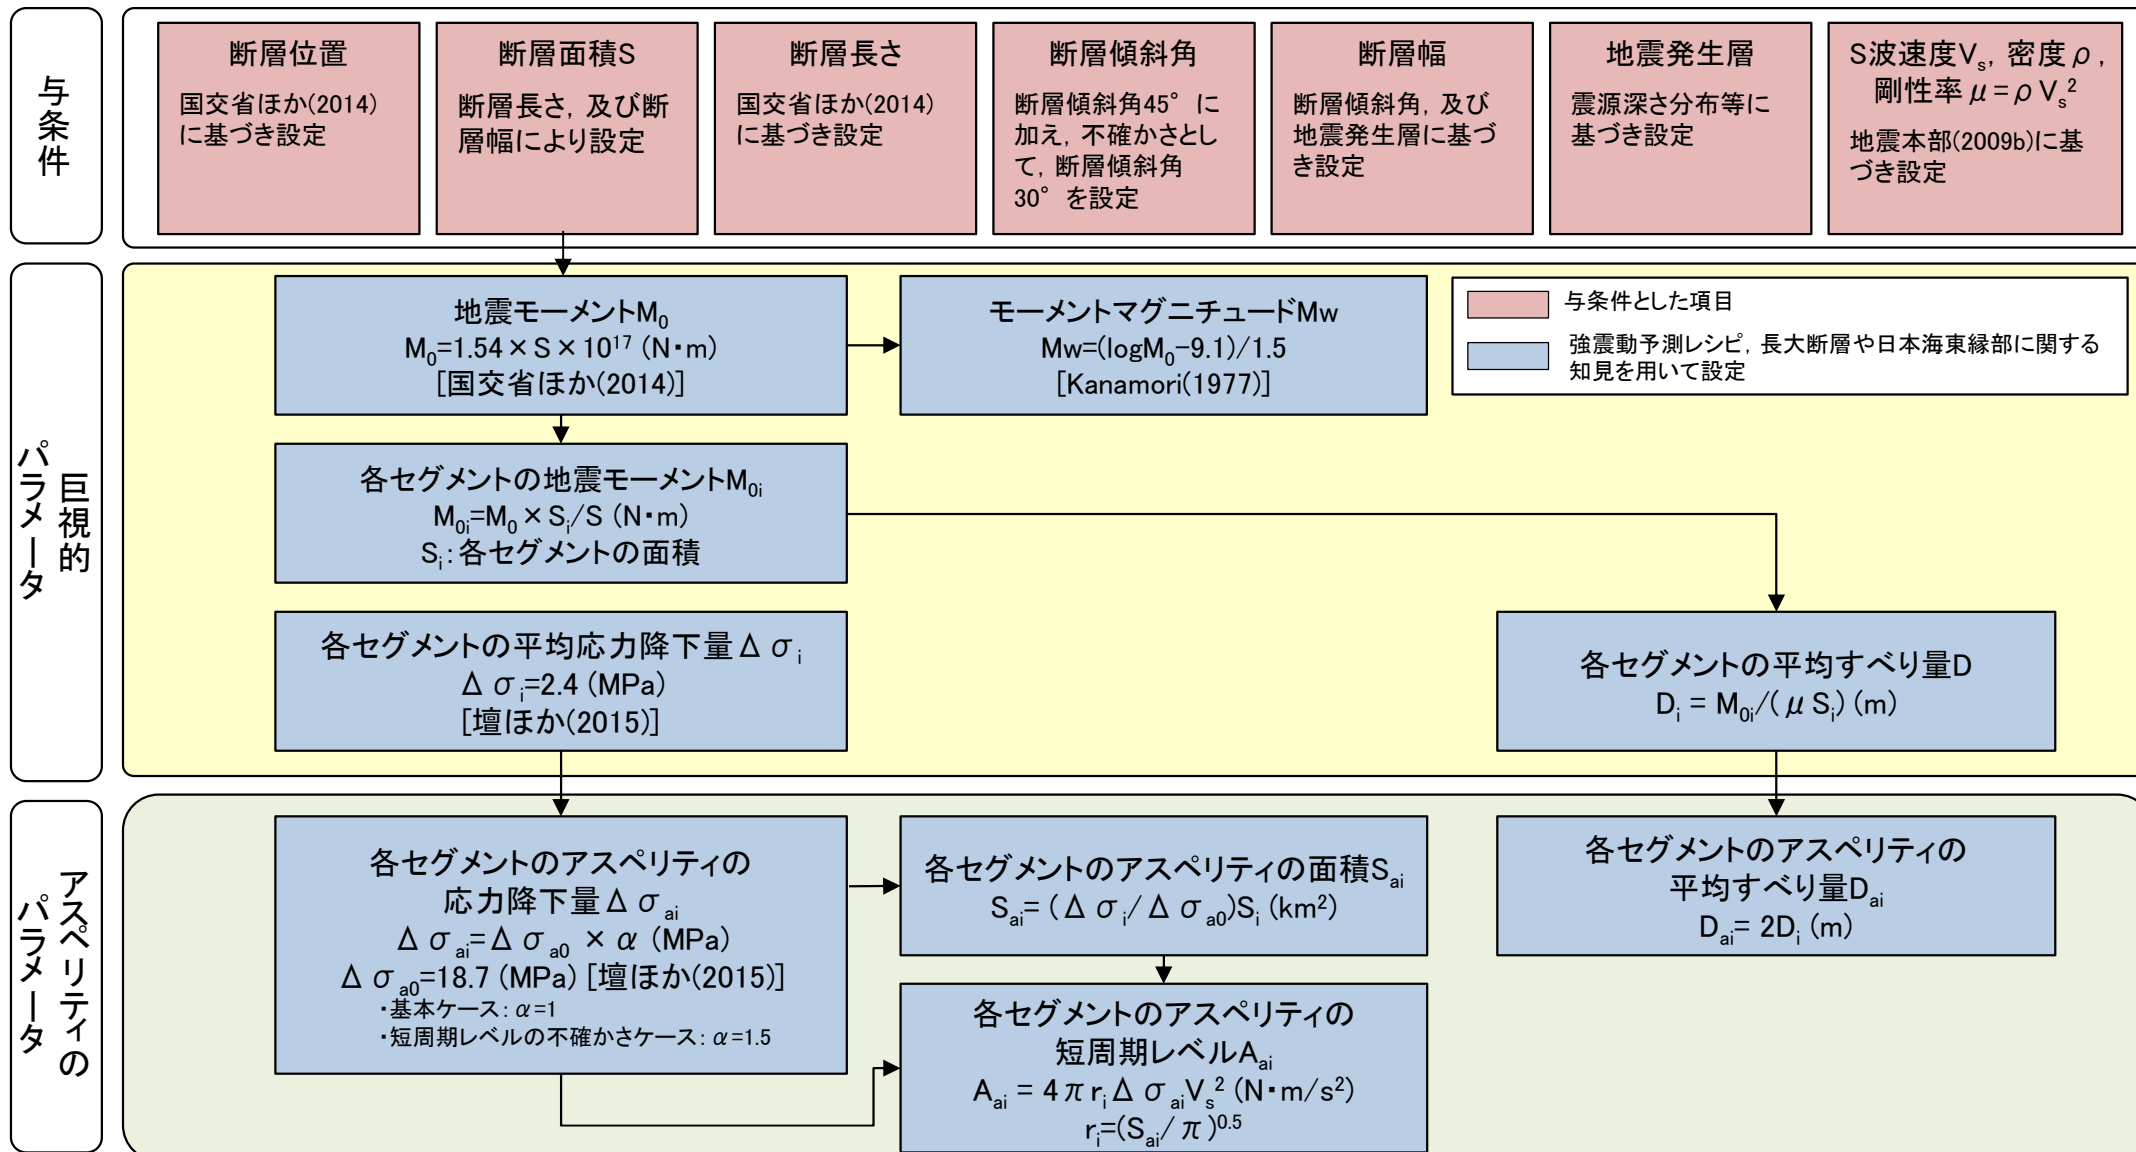 与条件
断層位置
国交省ほか(2014)
に基づき設定
断層面積S
断層長さ, 及び断
層幅により設定
断層長さ
国交省ほか(2014)
に基づき設定
断層傾斜角
断層傾斜角45°に
加え, 不確かさとし
て, 断層傾斜角
30°を設定
断層幅
断層傾斜角, 及び
地震発生層に基づ
き設定
地震発生層
震源深さ分布等に
基づき設定
S波速度Vs, 密度ρ,
剛性率μ=ρVs²
地震本部(2009b)に基
づき設定
巨視的
パラメータ
地震モーメントM₀
M₀=1.54×S×10¹⁷ (N・m)
[国交省ほか(2014)]
モーメントマグニチュードMw
Mw=(logM₀-9.1)/1.5
[Kanamori(1977)]
与条件とした項目
強震動予測レシピ, 長大断層や日本海東縁部に関する
知見を用いて設定
各セグメントの地震モーメントM₀i
M₀i=M₀×Si/S (N・m)
Si:各セグメントの面積
各セグメントの平均応力降下量Δσi
Δσi=2.4 (MPa)
[壇ほか(2015)]
各セグメントの平均すべり量D
Di = M₀i/(μSi) (m)
アスペリティの
パラメータ
各セグメントのアスペリティの
応力降下量Δσai
Δσai=Δσa0 ×α (MPa)
Δσa0=18.7 (MPa) [壇ほか(2015)]
・基本ケース: α=1
・短周期レベルの不確かさケース: α=1.5
各セグメントのアスペリティの面積Sai
Sai= (Δσi/Δσa0)Si (km²)
各セグメントのアスペリティの
短周期レベルAai
Aai = 4πriΔσaiVs² (N・m/s²)
ri=(Sai/π)^0.5
各セグメントのアスペリティの
平均すべり量Dai
Dai= 2Di (m)